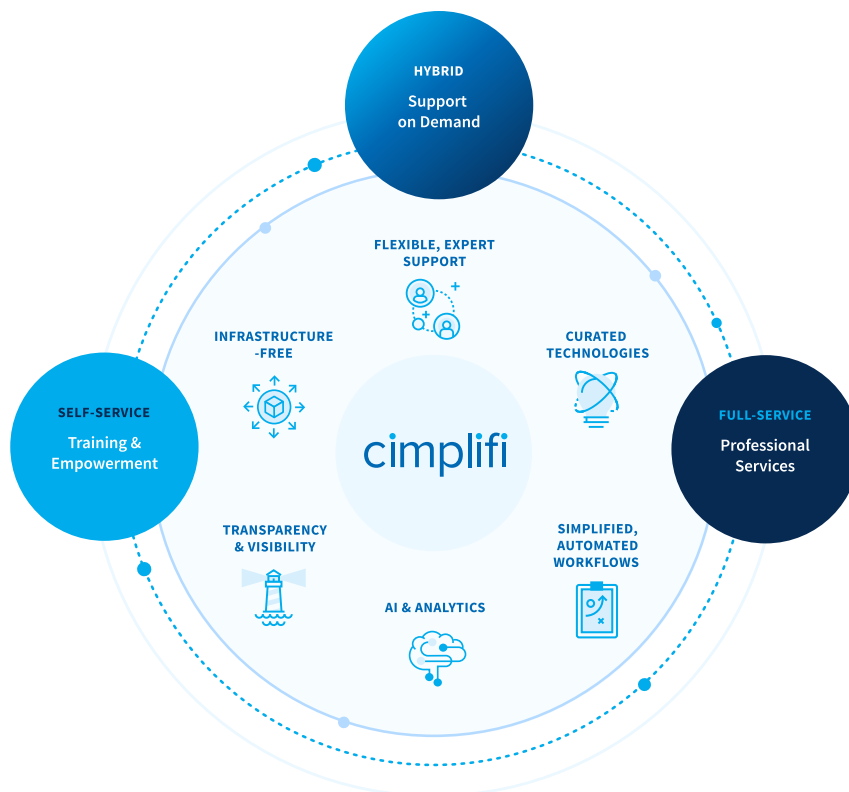 HYBRID
Support
on Demand
FLEXIBLE, EXPERT
SUPPORT
INFRASTRUCTURE
-FREE
CURATED
TECHNOLOGIES
SELF-SERVICE
Training &
Empowerment
cimplifi
FULL-SERVICE
Professional
Services
TRANSPARENCY
& VISIBILITY
SIMPLIFIED,
AUTOMATED
WORKFLOWS
AI & ANALYTICS